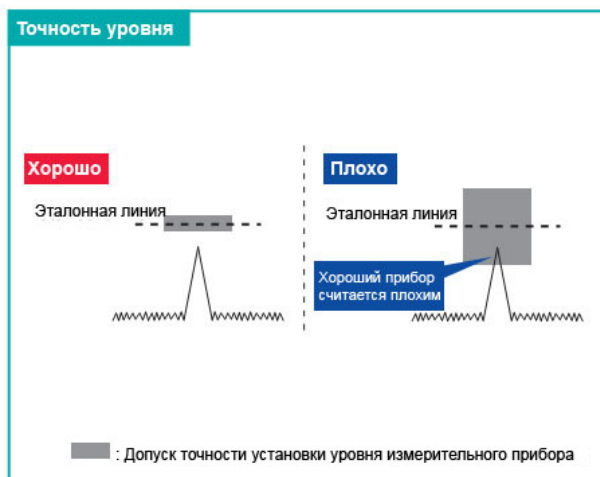 Точность уровня
Хорошо
Эталонная линия
Плохо
Эталонная линия
Хороший прибор
считается плохим
: Допуск точности установки уровня измерительного прибора